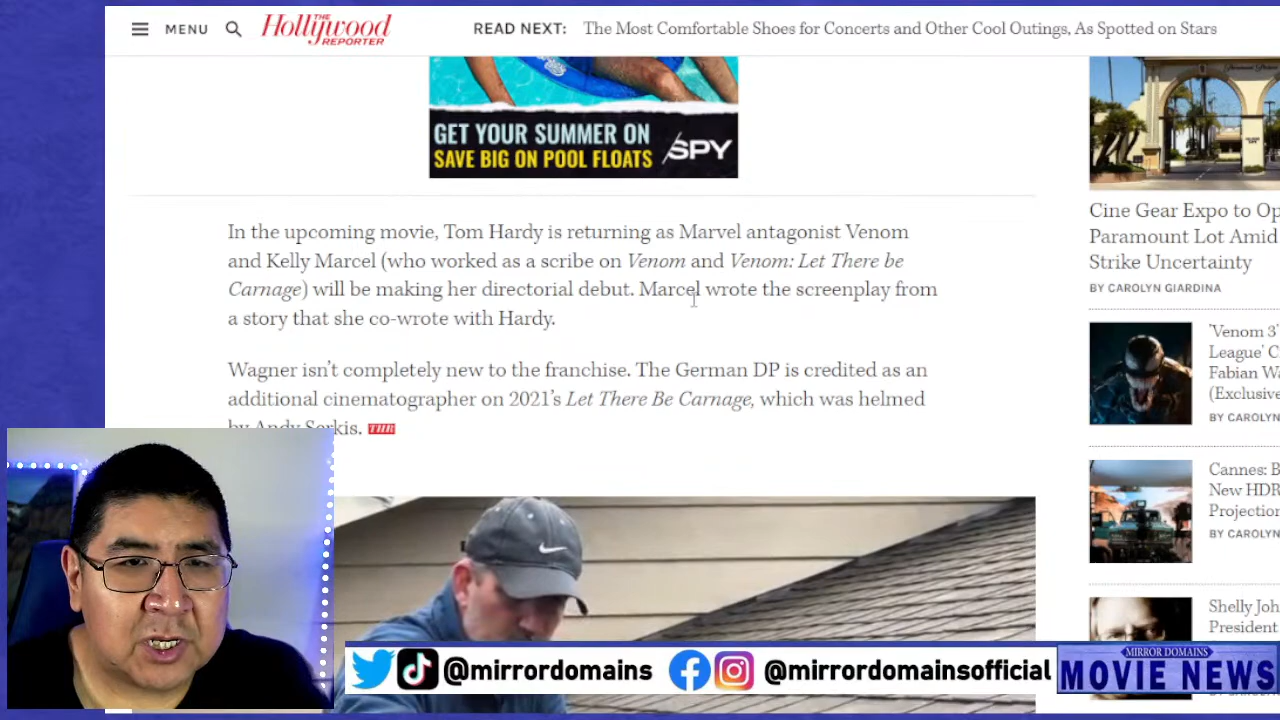 MENU
THE
Hollywood
REPORTER
READ NEXT: The Most Comfortable Shoes for Concerts and Other Cool Outings, As Spotted on Stars
GET YOUR SUMMER ON
SAVE BIG ON POOL FLOATS
SPY
In the upcoming movie, Tom Hardy is returning as Marvel antagonist Venom
and Kelly Marcel (who worked as a scribe on Venom and Venom: Let There be
Carnage) will be making her directorial debut. Marcel wrote the screenplay from
a story that she co-wrote with Hardy.
Wagner isn't completely new to the franchise. The German DP is credited as an
additional cinematographer on 2021's Let There Be Carnage, which was helmed
by Andy Serkis. THR
Cine Gear Expo to Op
Paramount Lot Amid
Strike Uncertainty
BY CAROLYN GIARDINA
'Venom 3'
League' C
Fabian Wa
(Exclusive
BY CAROLYN
Cannes: B
New HDR
Projection
BY CAROLYN
Shelly Joh
President
@mirrordomains
@mirrordomainsofficial
MIRROR DOMAINS
MOVIE NEWS